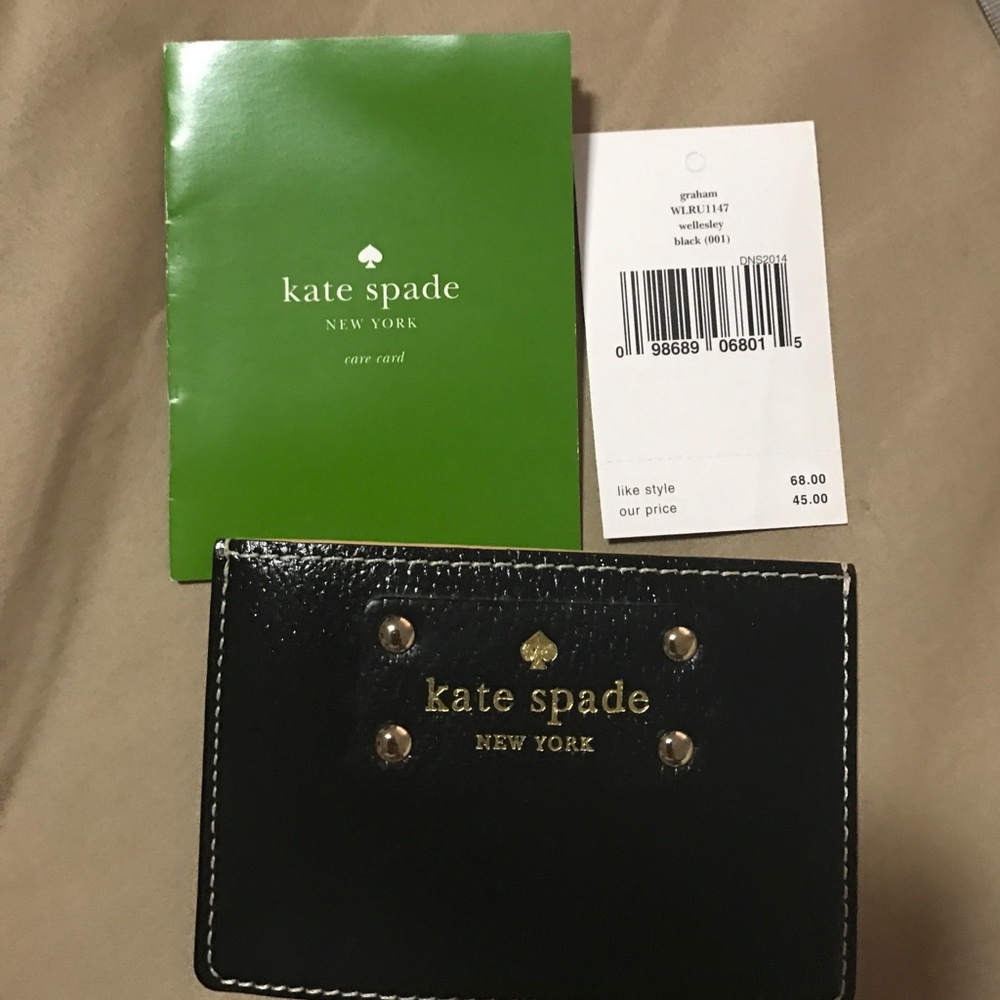 kate spade
NEW YORK
care card
graham
WLRU1147
wellesley
black (001)
DNS2014
0 98689 06801 5
like style 68.00
our price 45.00
kate spade
NEW YORK